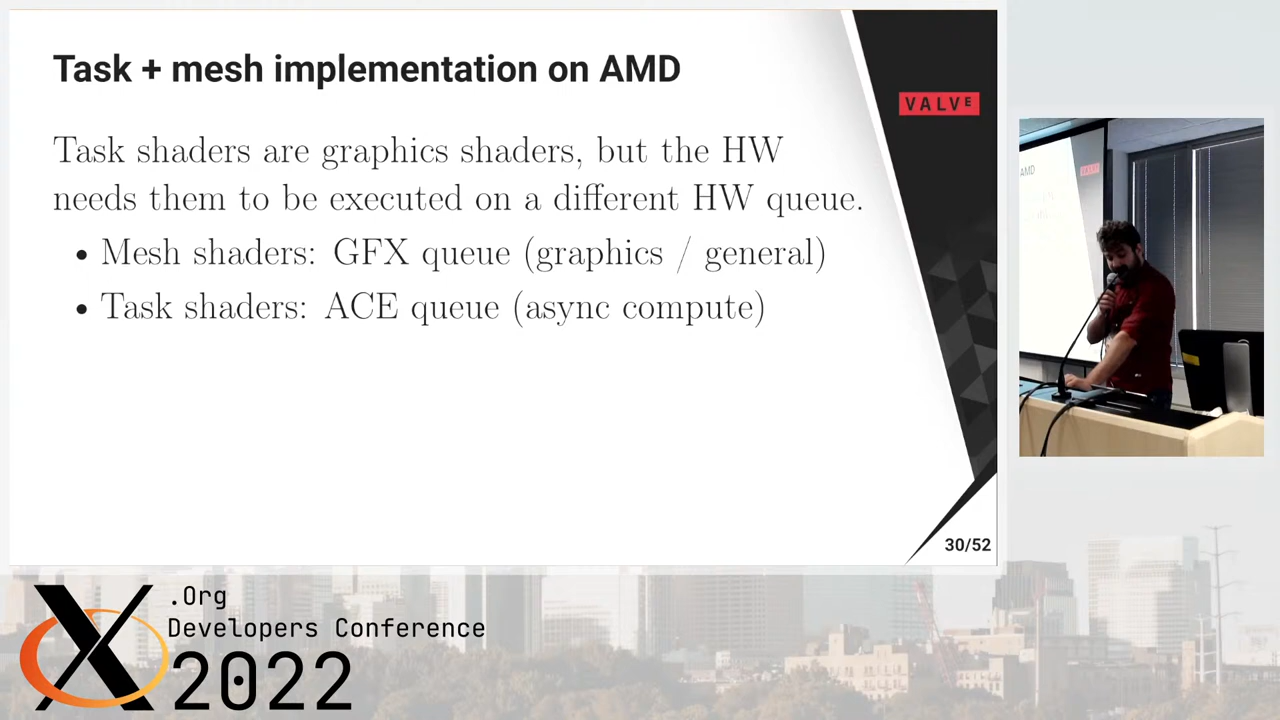 Task + mesh implementation on AMD
VALVE
Task shaders are graphics shaders, but the HW
needs them to be executed on a different HW queue.
• Mesh shaders: GFX queue (graphics / general)
• Task shaders: ACE queue (async compute)
30/52
AMD
X.Org
Developers Conference
2022